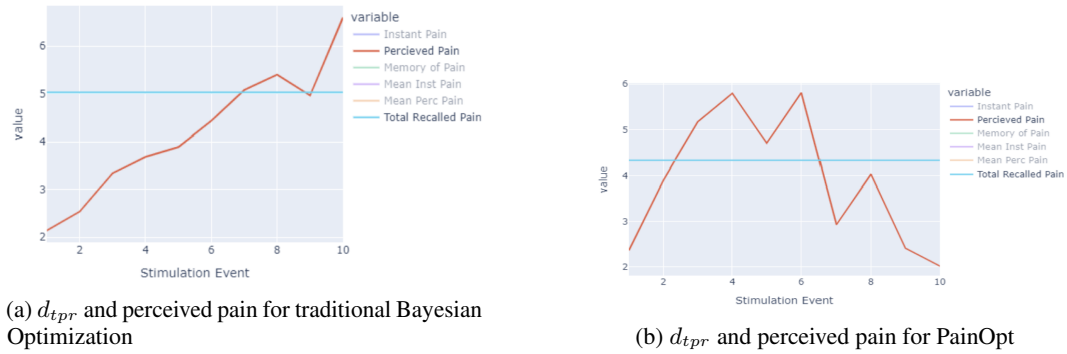 variable
Instant Pain
Percieved Pain
Memory of Pain
Mean Inst Pain
Mean Perc Pain
Total Recalled Pain
value
6
5
4
3
2
2
4
6
8
10
Stimulation Event
(a) d_{tpr} and perceived pain for traditional Bayesian
Optimization
variable
Instant Pain
Percieved Pain
Memory of Pain
Mean Inst Pain
Mean Perc Pain
Total Recalled Pain
value
6
5
4
3
2
2
4
6
8
10
Stimulation Event
(b) d_{tpr} and perceived pain for PainOpt